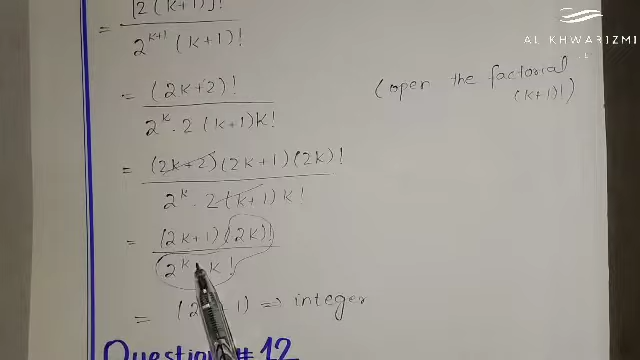 = [2(k+1)]! / 2^{k+1} (k+1)!
AL KHWARIZMI
= (2k+2)! / 2^k · 2 (k+1) k!
(open the factorial
(k+1)!)
= (2k+2)(2k+1)(2k)! / 2^k · 2(k+1) k!
= (2k+1)(2k)! / 2^k k!
= (2 1) => integer
Question # 12